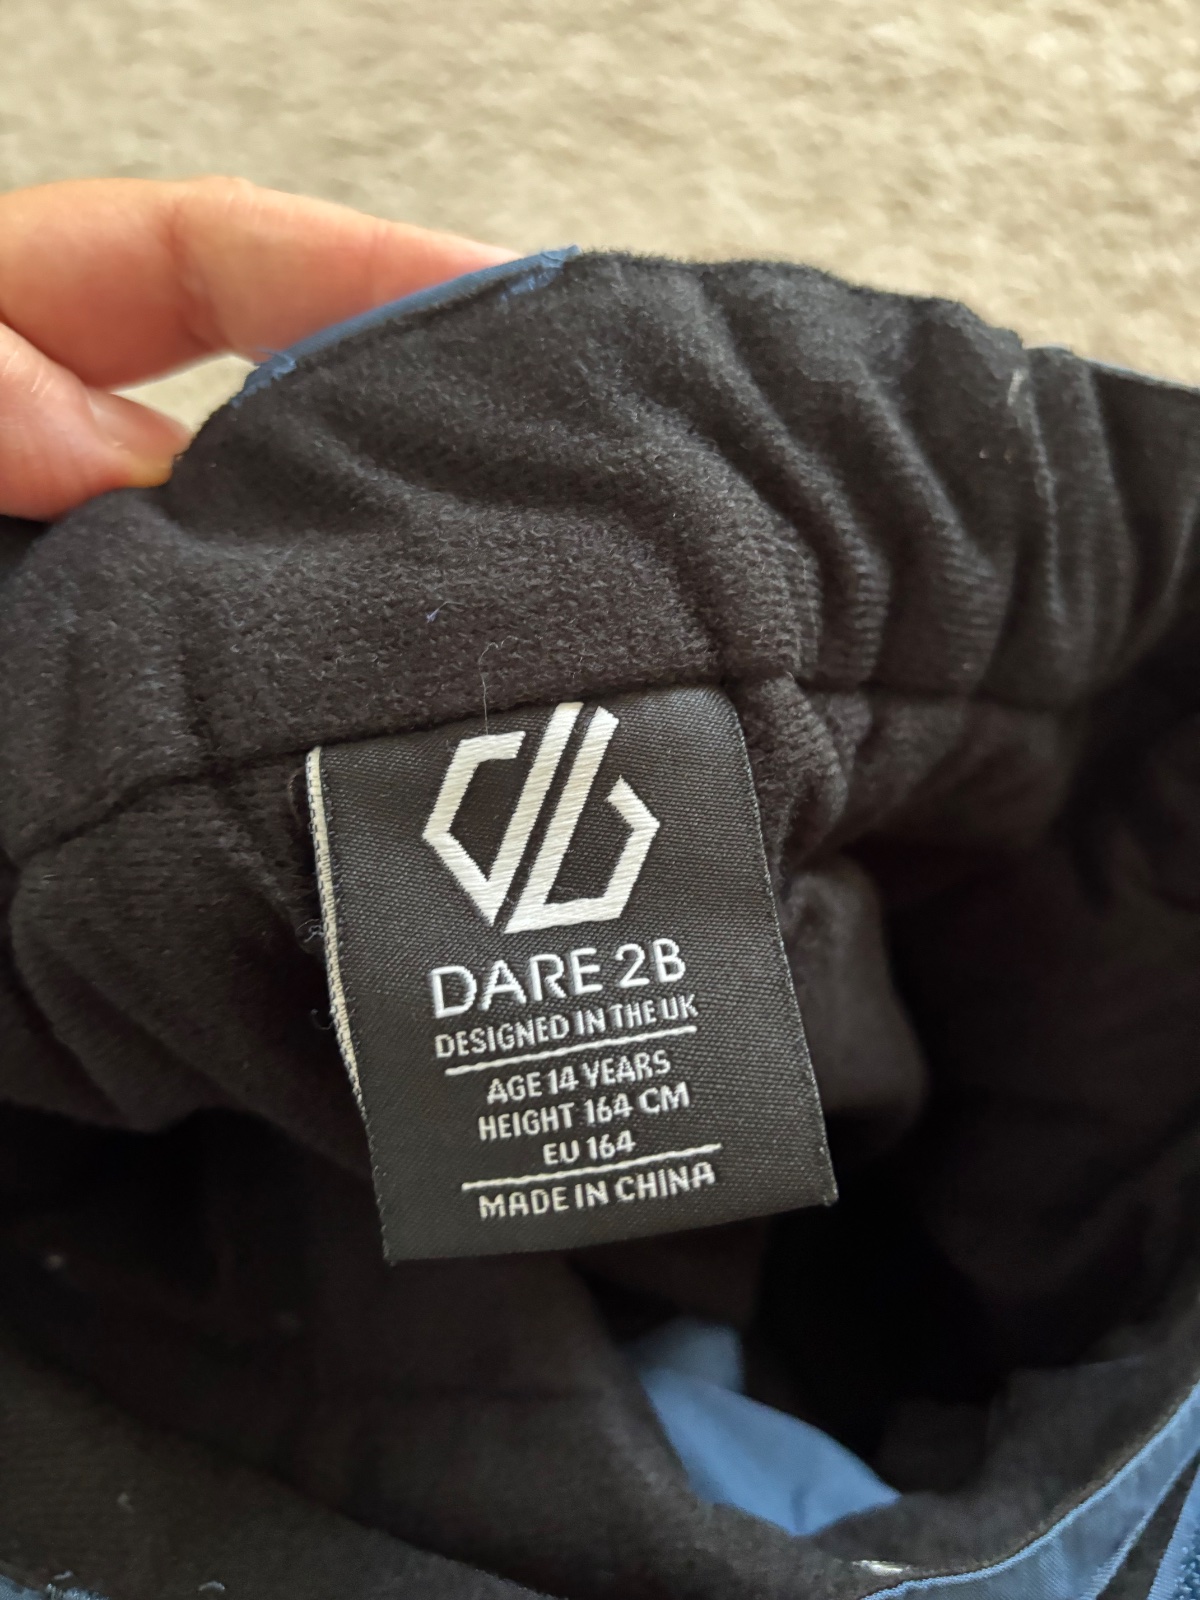 DARE 2B
DESIGNED IN THE UK
AGE 14 YEARS
HEIGHT 164 CM
EU 164
MADE IN CHINA